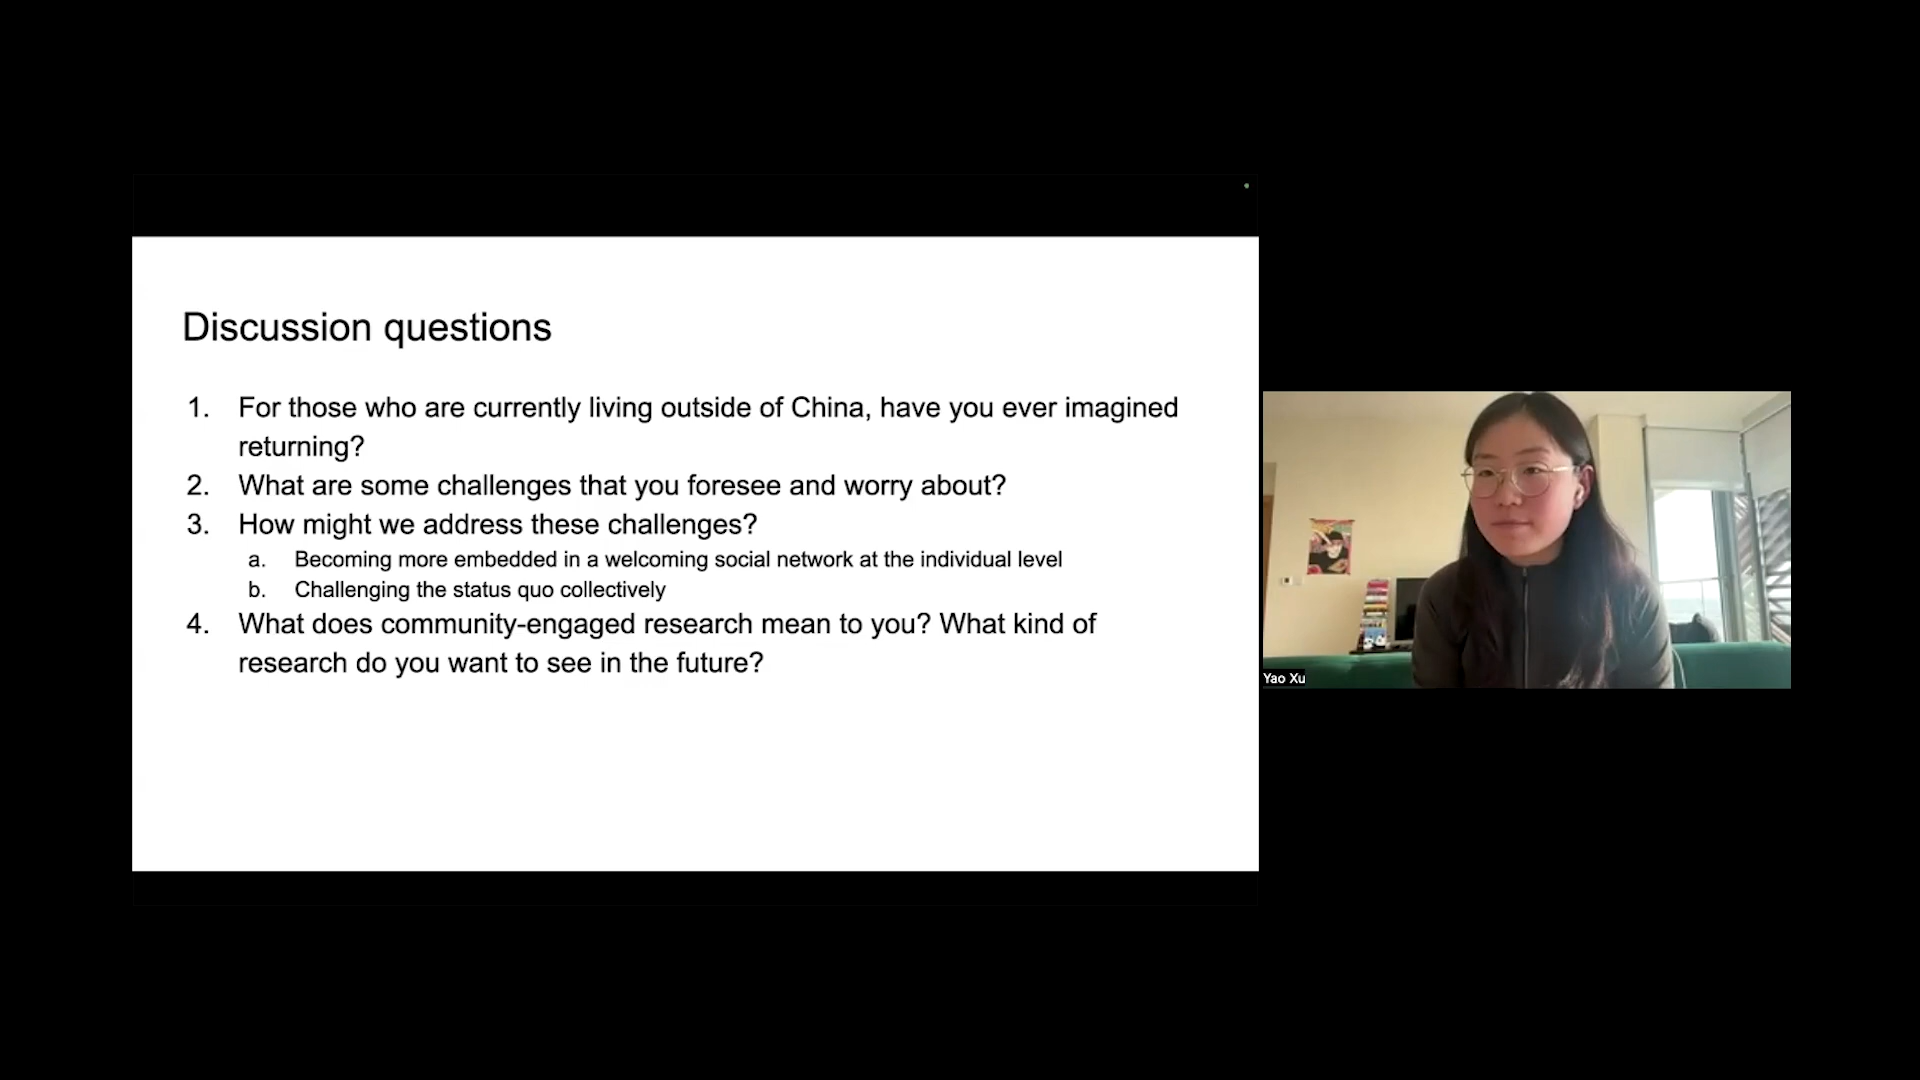 Discussion questions
1. For those who are currently living outside of China, have you ever imagined
returning?
2. What are some challenges that you foresee and worry about?
3. How might we address these challenges?
a. Becoming more embedded in a welcoming social network at the individual level
b. Challenging the status quo collectively
4. What does community-engaged research mean to you? What kind of
research do you want to see in the future?
Yao Xu